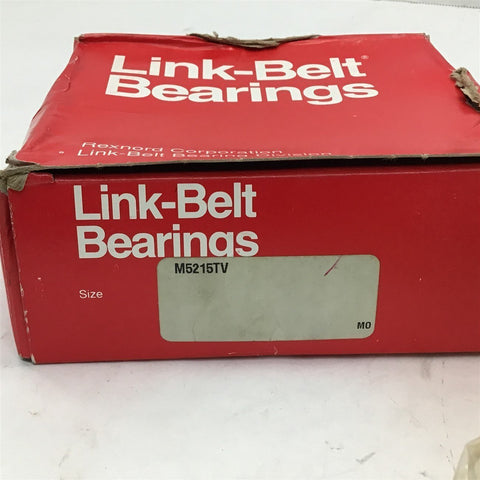 Link-Belt®
Bearings
Rexnord Corporation
Link-Belt Bearing Division
Link-Belt
Bearings
M5215TV
Size
MO